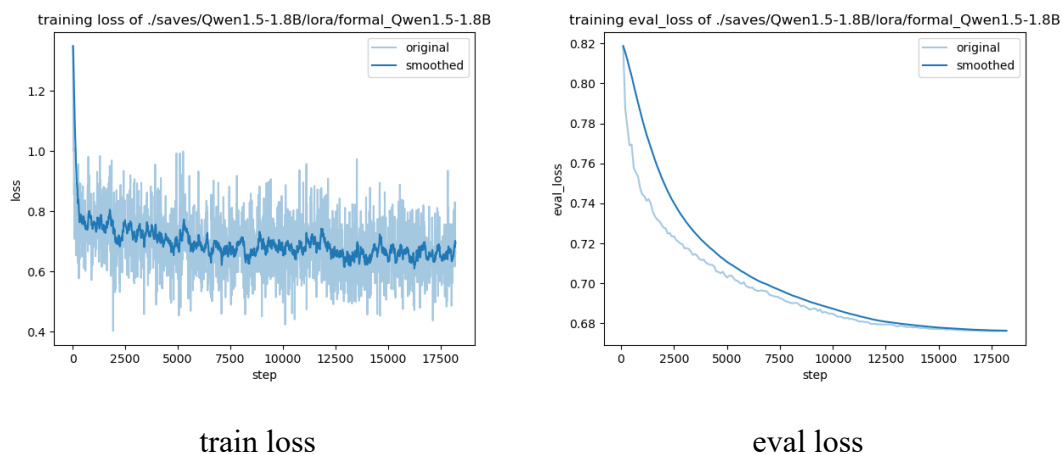 training loss of ./saves/Qwen1.5-1.8B/lora/formal_Qwen1.5-1.8B
original
smoothed
1.2
1.0
0.8
0.6
0.4
loss
0 2500 5000 7500 10000 12500 15000 17500
step
train loss
training eval_loss of ./saves/Qwen1.5-1.8B/lora/formal_Qwen1.5-1.8B
original
smoothed
0.82
0.80
0.78
0.76
0.74
0.72
0.70
0.68
eval_loss
0 2500 5000 7500 10000 12500 15000 17500
step
eval loss